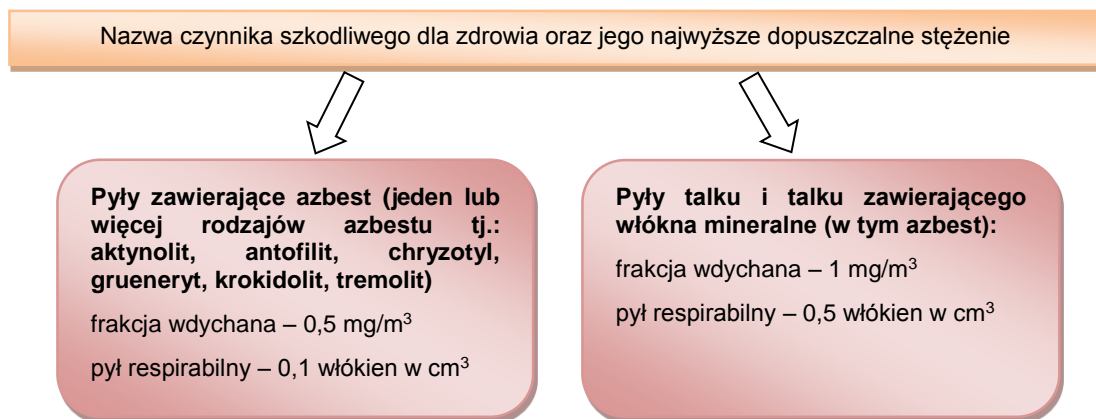 Nazwa czynnika szkodliwego dla zdrowia oraz jego najwyższe dopuszczalne stężenie
Pyły zawierające azbest (jeden lub
więcej rodzajów azbestu tj.:
aktynolit, antofilit, chryzotyl,
grueneryt, krokidolit, tremolit)
frakcja wdychana – 0,5 mg/m³
pył respirabilny – 0,1 włókien w cm³
Pyły talku i talku zawierającego
włókna mineralne (w tym azbest):
frakcja wdychana – 1 mg/m³
pył respirabilny – 0,5 włókien w cm³